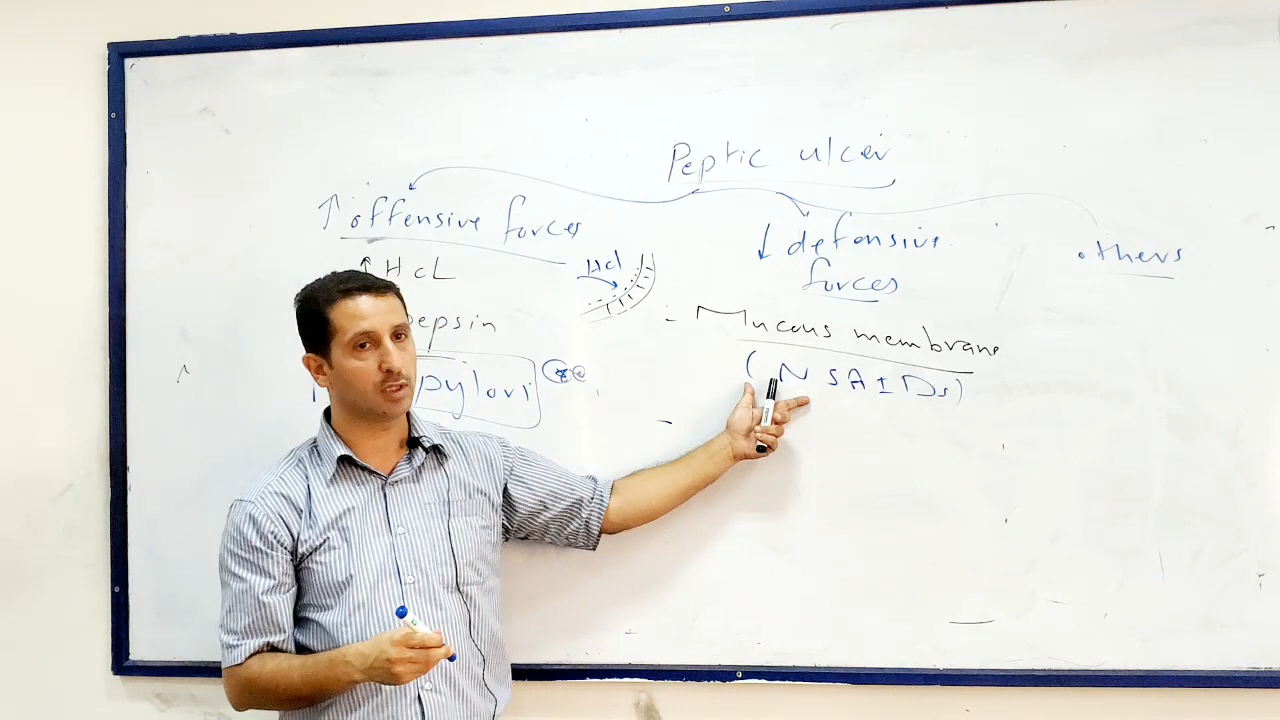 Peptic ulcer
↑ offensive forces
↑ HcL
pepsin
pylori
Hcl
↓ defensive
forces
- Mucous membrane
(NSAIDs)
-
others